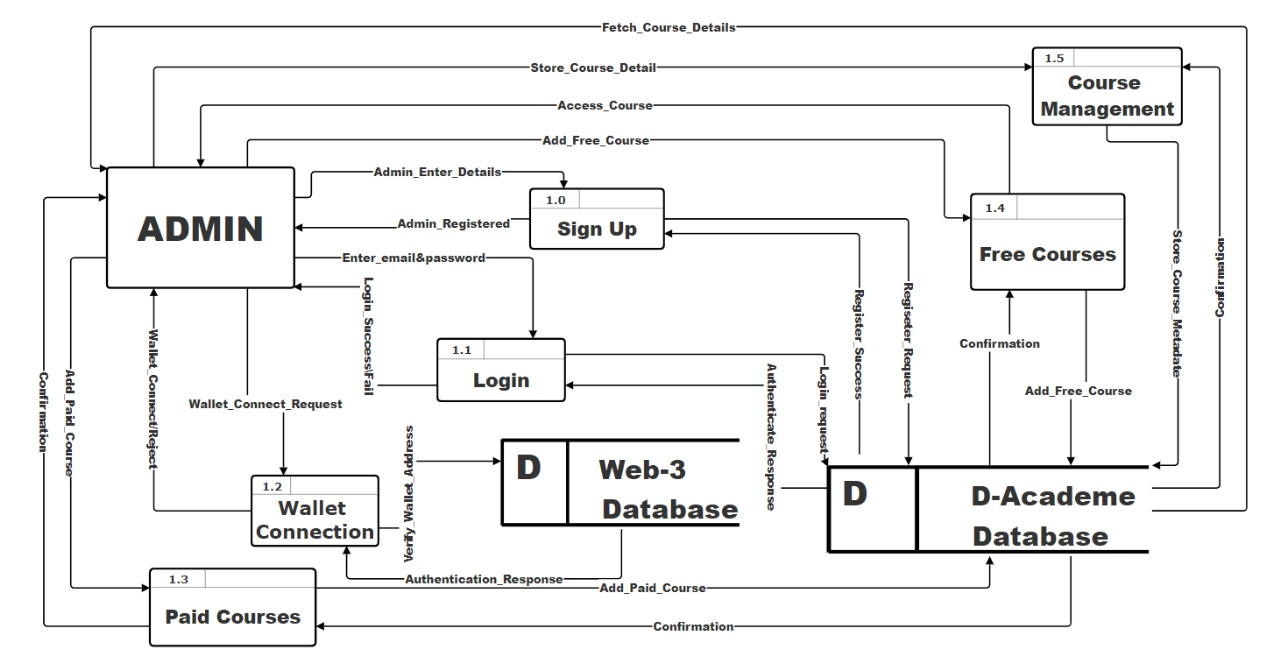 Fetch_Course_Details
Store_Course_Detail
1.5
Course
Management
Access_Course
Add_Free_Course
Admin_Enter_Details
ADMIN
1.0
Sign Up
Admin_Registered
1.4
Free Courses
Enter_email&password
Login_Success\Fail
1.1
Login
Register_Success
Regiseter_Request
Store_Course_Metadate
Confirmation
Confirmation
Add_Free_Course
Wallet_Connect/Reject
Add_Paid_Course
Confirmation
Wallet_Connect_Request
Login_request
Authenticate_Response
Verify_Wallet_Address
D
Web-3
Database
D
D-Academe
Database
1.2
Wallet
Connection
Authentication_Response
1.3
Paid Courses
Add_Paid_Course
Confirmation